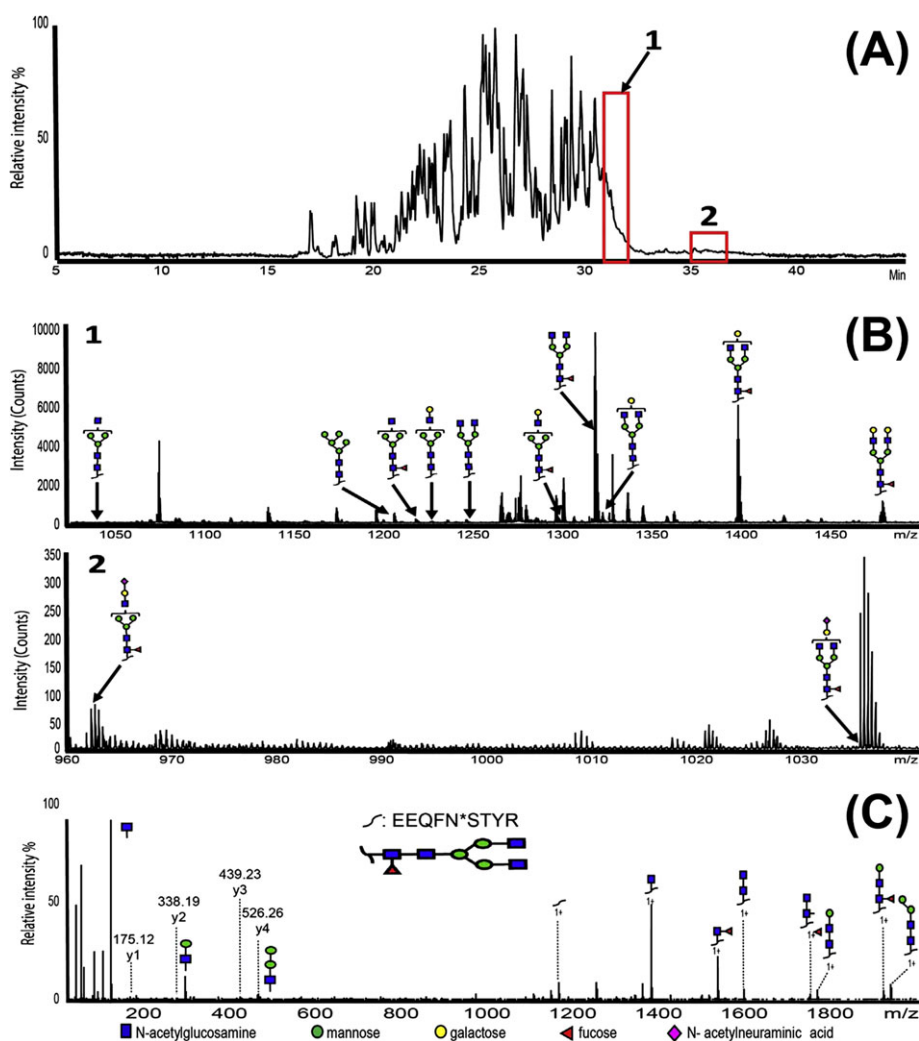 (A)
Relative intensity %
100
50
0
1
2
5 10 15 20 25 30 35 40
Min
(B)
1
Intensity (Counts)
10000
8000
6000
4000
2000
0
1050 1100 1150 1200 1250 1300 1350 1400 1450 m/z
2
Intensity (Counts)
350
300
250
200
150
100
50
0
960 970 980 990 1000 1010 1020 1030 m/z
(C)
Relative intensity %
100
50
0
: EEQFN*STYR
175.12
y1
338.19
y2
439.23
y3
526.26
y4
1+ 1+ 1+ 1+ 1+ 1+ 1+ 1+
200 400 600 800 1000 1200 1400 1600 1800 m/z
N-acetylglucosamine mannose galactose fucose N- acetylneuraminic acid